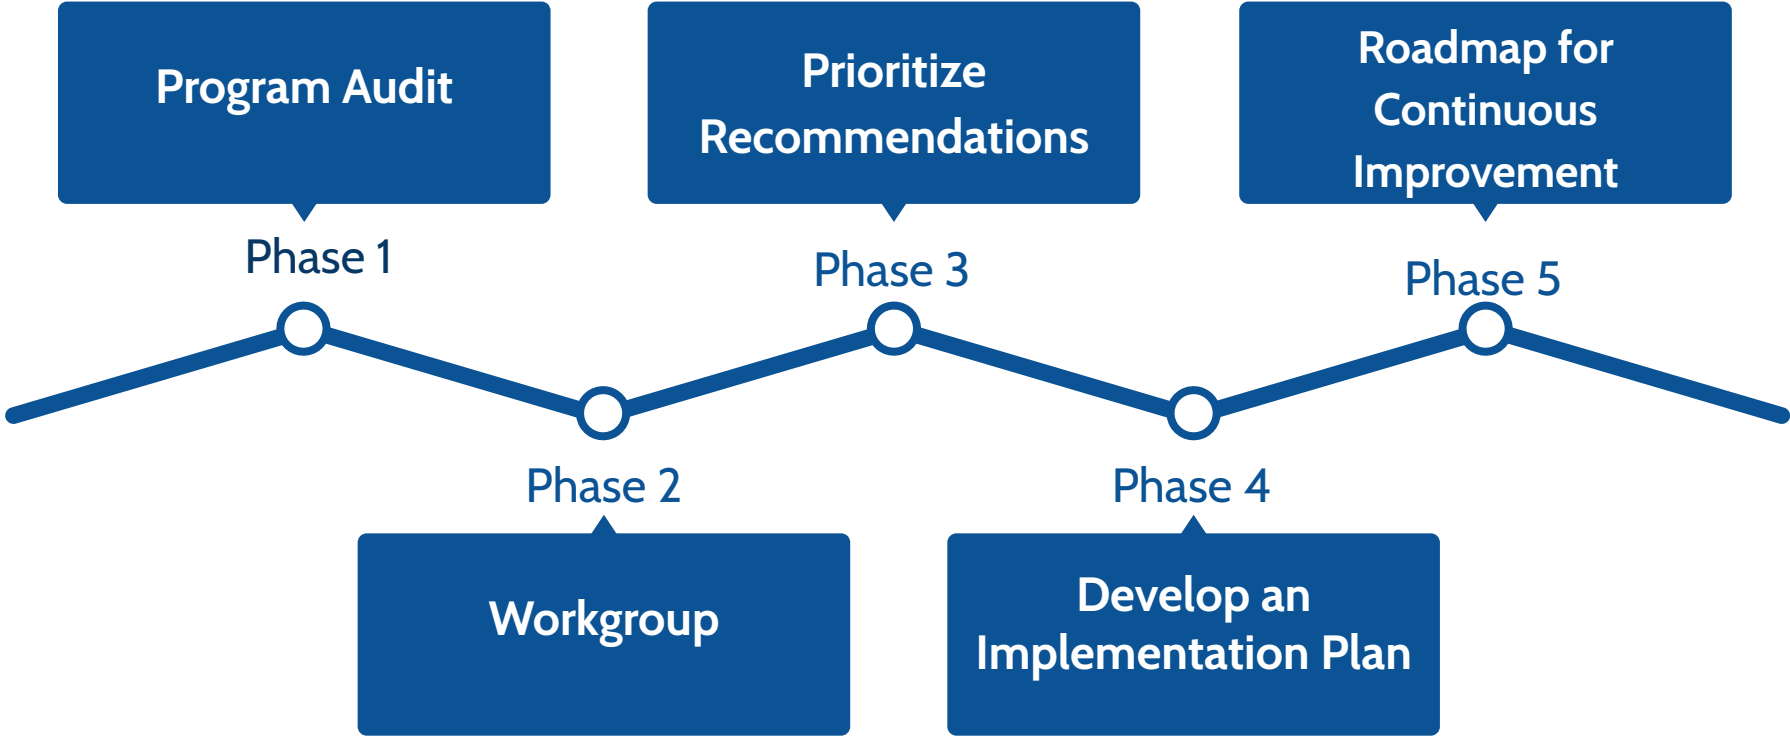 Program Audit
Phase 1
Phase 2
Workgroup
Prioritize
Recommendations
Phase 3
Phase 4
Develop an
Implementation Plan
Roadmap for
Continuous
Improvement
Phase 5